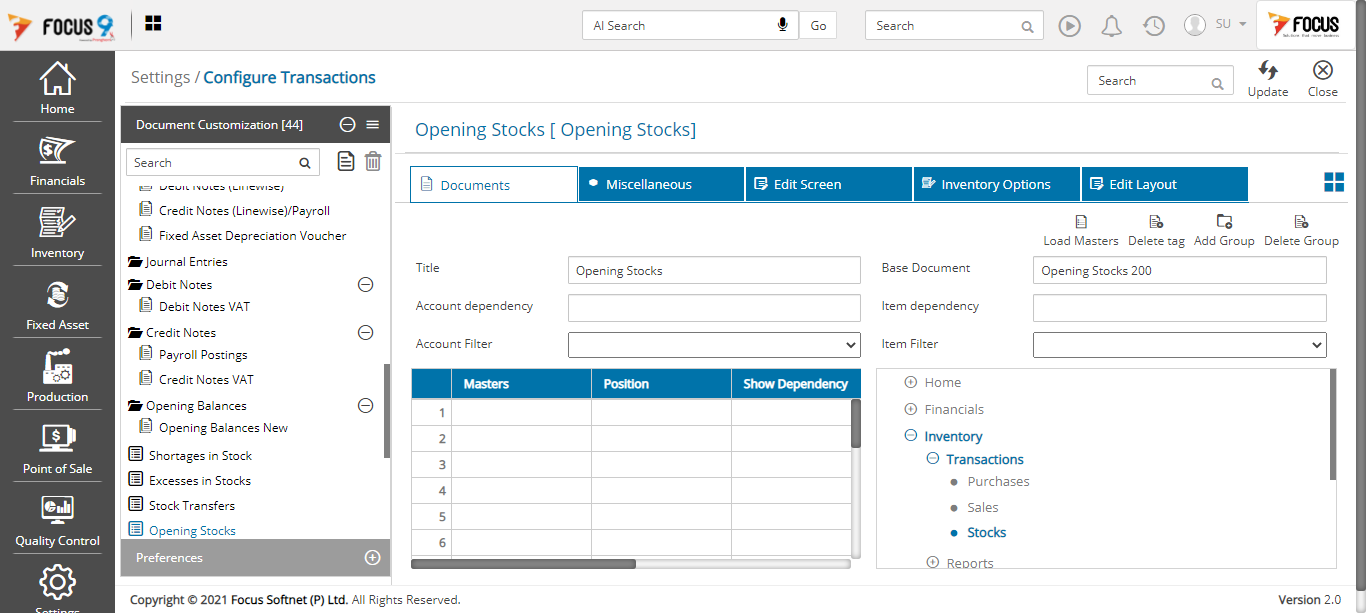 FOCUS 9
AI Search
Go
Search
SU
FOCUS
Home
Financials
Inventory
Fixed Asset
Production
Point of Sale
Quality Control
Settings
Settings / Configure Transactions
Search
Update
Close
Document Customization [44]
Search
Debit Notes (Linewise)
Credit Notes (Linewise)/Payroll
Fixed Asset Depreciation Voucher
Journal Entries
Debit Notes
Debit Notes VAT
Credit Notes
Payroll Postings
Credit Notes VAT
Opening Balances
Opening Balances New
Shortages in Stock
Excesses in Stocks
Stock Transfers
Opening Stocks
Preferences
Opening Stocks [ Opening Stocks]
Documents
Miscellaneous
Edit Screen
Inventory Options
Edit Layout
Load Masters
Delete tag
Add Group
Delete Group
Title
Opening Stocks
Base Document
Opening Stocks 200
Account dependency
Item dependency
Account Filter
Item Filter
Masters Position Show Dependency
1
2
3
4
5
6
Home
Financials
Inventory
Transactions
Purchases
Sales
Stocks
Reports
Copyright © 2021 Focus Softnet (P) Ltd. All Rights Reserved.
Version 2.0